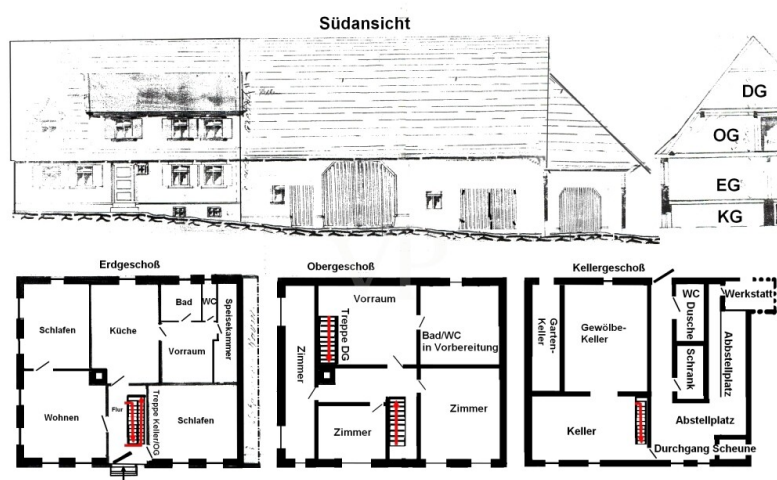 Südansicht
DG
OG
EG
KG
Erdgeschoß
Schlafen
Küche
Bad
WC
Speisekammer
Vorraum
Wohnen
Flur
Treppe Keller/OG
Schlafen
Obergeschoß
Vorraum
Treppe DG
Zimmer
Bad/WC
in Vorbereitung
Zimmer
Zimmer
Kellergeschoß
Garten-
Keller
Gewölbe-
Keller
WC
Dusche
Schrank
Abbstellplatz
Werkstatt
Keller
Abstellplatz
Durchgang Scheune
VP